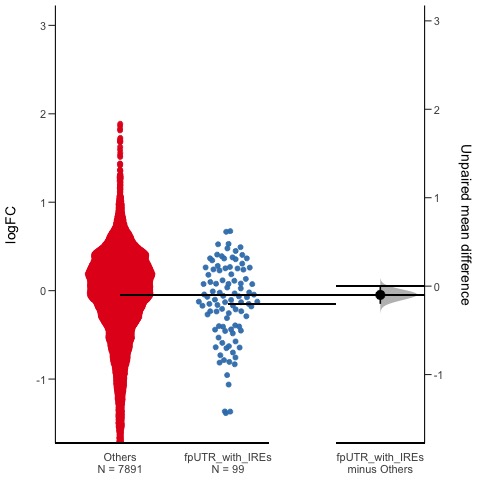 logFC
3
2
1
0
-1
3
2
1
0
-1
Unpaired mean difference
Others
N = 7891
fpUTR_with_IREs
N = 99
fpUTR_with_IREs
minus Others